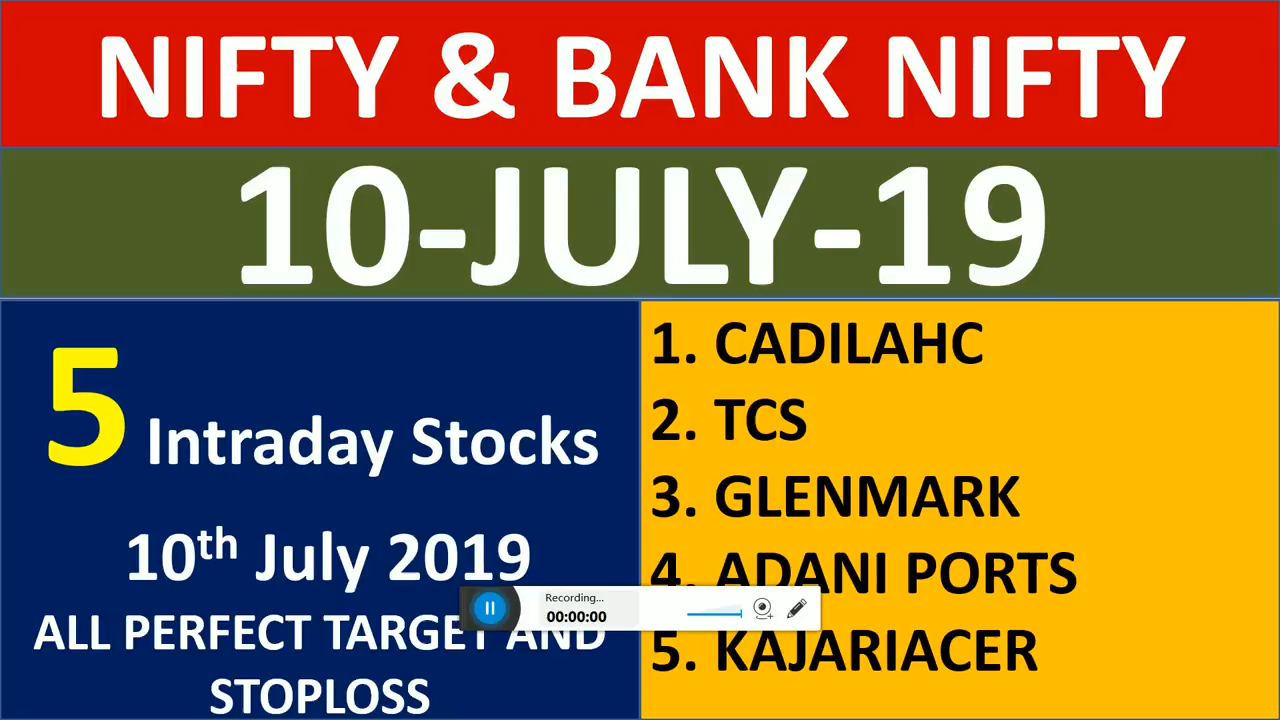 NIFTY & BANK NIFTY
10-JULY-19
5 Intraday Stocks
10th July 2019
ALL PERFECT TARGET AND
STOPLOSS
1. CADILAHC
2. TCS
3. GLENMARK
4. ADANI PORTS
5. KAJARIACER
Recording...
00:00:00